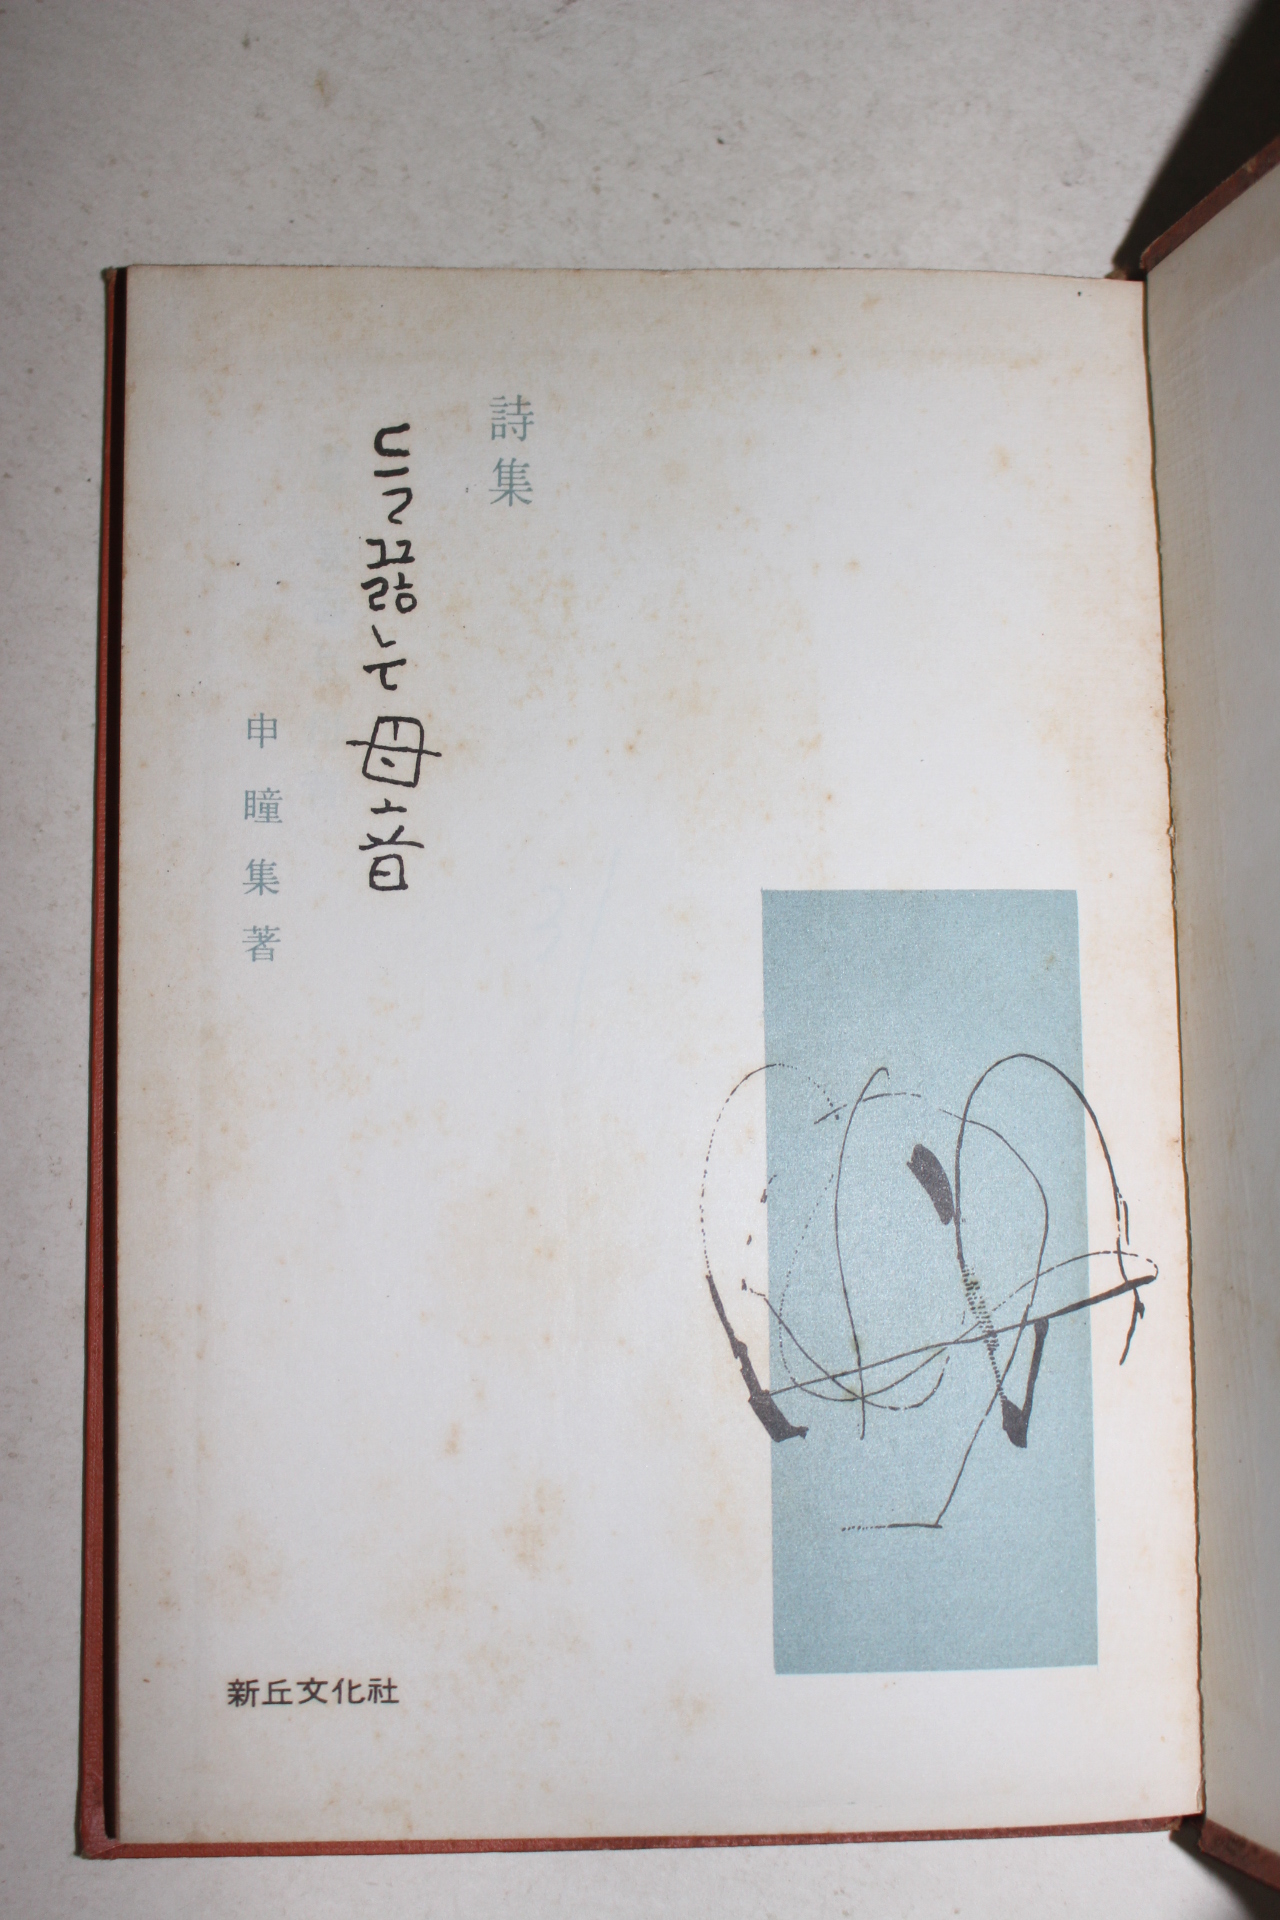 詩集
들끓는 母音
申瞳集著
新丘文化社